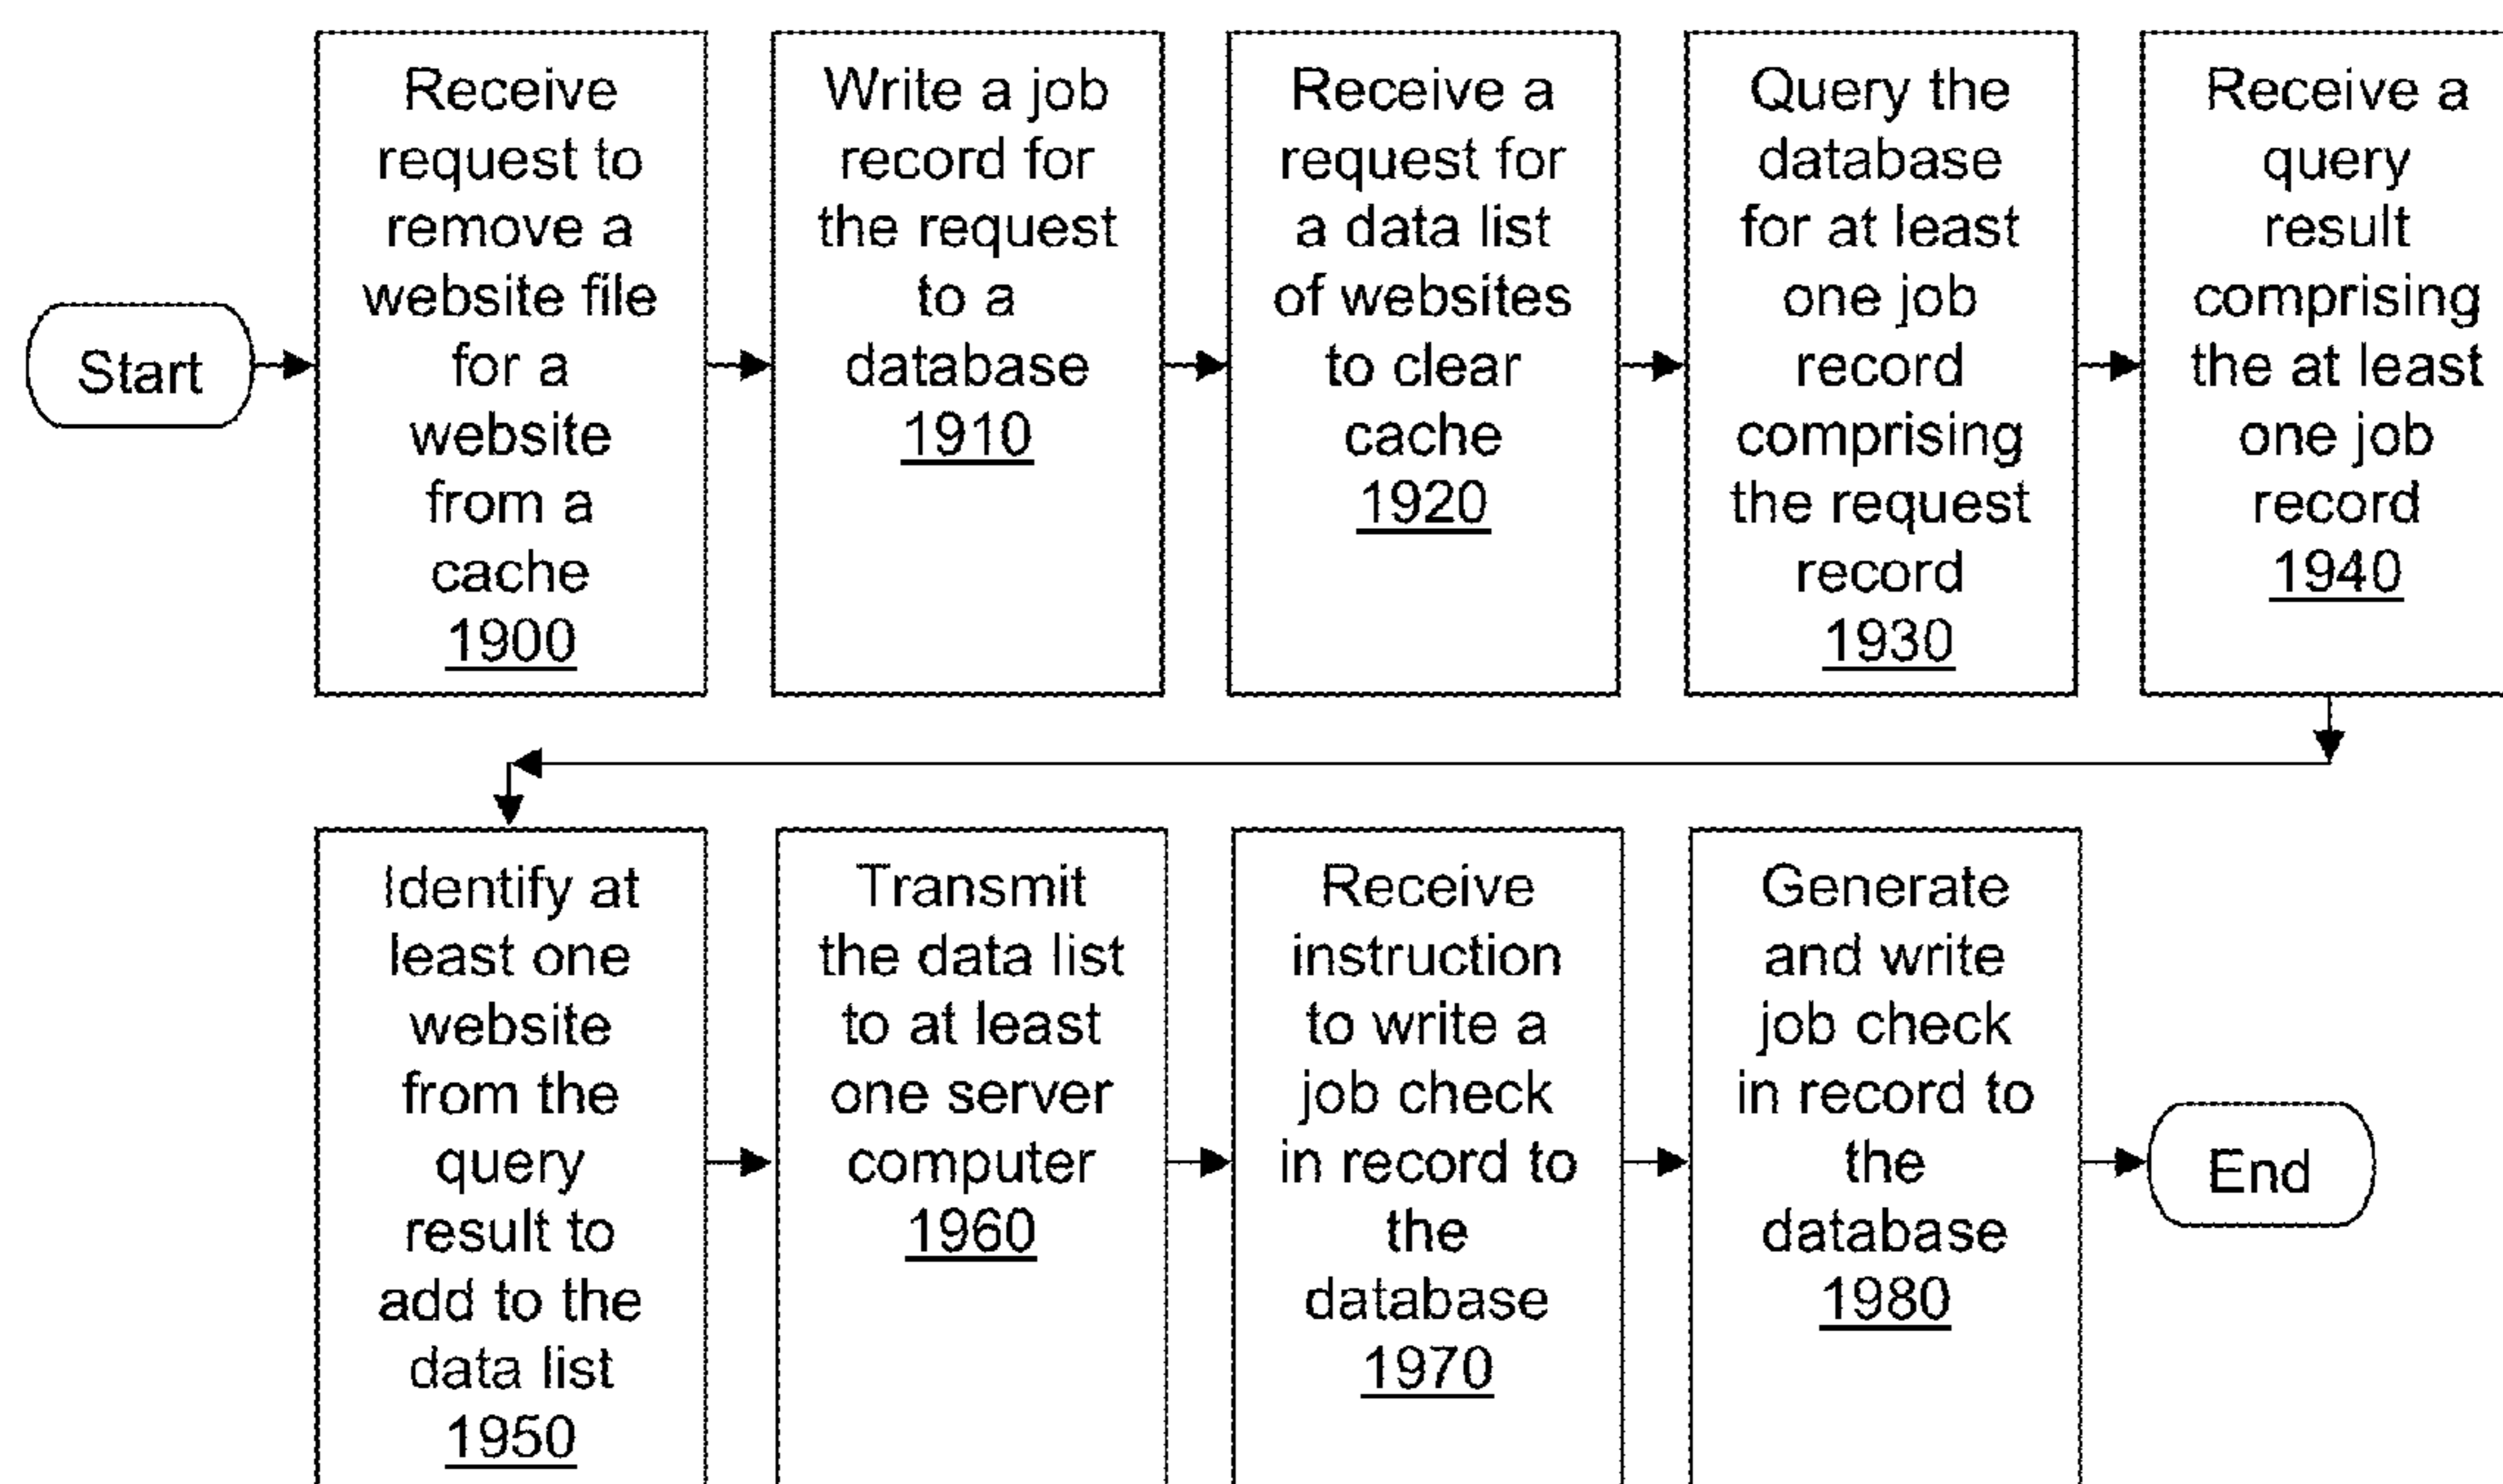 Start
Receive
request to
remove a
website file
for a
website
from a
cache
1900
Write a job
record for
the request
to a
database
1910
Receive a
request for
a data list
of websites
to clear
cache
1920
Query the
database
for at least
one job
record
comprising
the request
record
1930
Receive a
query
result
comprising
the at least
one job
record
1940
Identify at
least one
website
from the
query
result to
add to the
data list
1950
Transmit
the data list
to at least
one server
computer
1960
Receive
instruction
to write a
job check
in record to
the
database
1970
Generate
and write
job check
in record to
the
database
1980
End